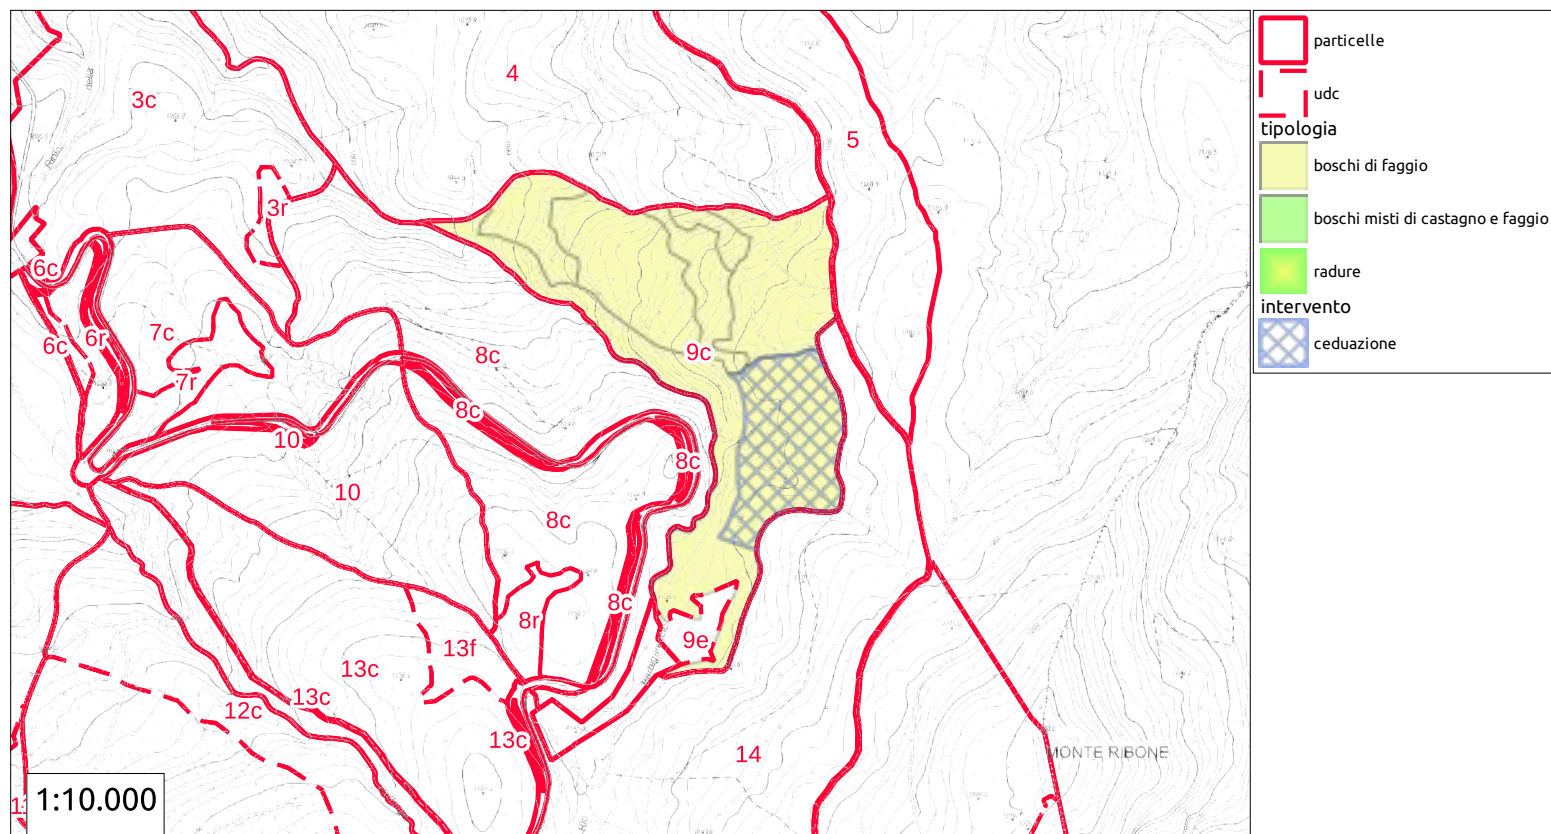 4
3c
5
3r
6c
6r
7c
6c
7r
8c
9c
8c
10
8c
10
8c
8c
8r
9e
13f
13c
13c
12c
13c
14
MONTE RIBONE
1:10.000
particelle
udc
tipologia
boschi di faggio
boschi misti di castagno e faggio
radure
intervento
ceduazione